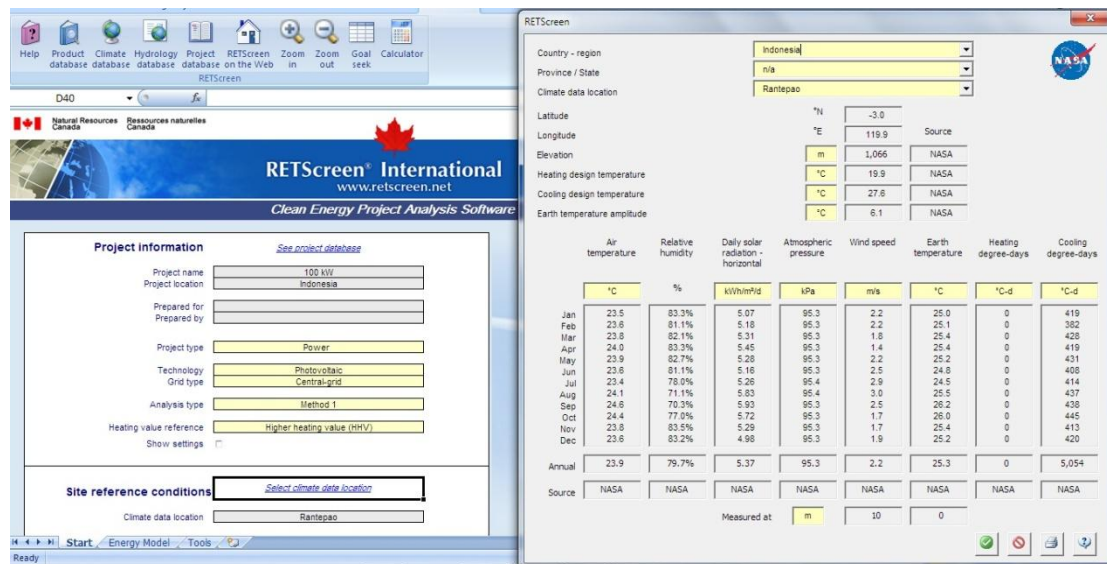 Help Product database Climate database Hydrology database Project database RETScreen on the Web Zoom in Zoom out Goal seek Calculator
RETScreen
D40 fx
Natural Resources Canada Ressources naturelles Canada
RETScreen® International
www.retscreen.net
Clean Energy Project Analysis Software
Project information See project database
Project name 100 kW
Project location Indonesia
Prepared for
Prepared by
Project type Power
Technology Photovoltaic
Grid type Central-grid
Analysis type Method 1
Heating value reference Higher heating value (HHV)
Show settings
Site reference conditions Select climate data location
Climate data location Rantepao
Start Energy Model Tools
Ready
RETScreen
Country - region Indonesia
Province / State n/a
Climate data location Rantepao
NASA
Latitude °N -3.0
Longitude °E 119.9 Source
Elevation m 1,066 NASA
Heating design temperature °C 19.9 NASA
Cooling design temperature °C 27.6 NASA
Earth temperature amplitude °C 6.1 NASA
Air temperature Relative humidity Daily solar radiation - horizontal Atmospheric pressure Wind speed Earth temperature Heating degree-days Cooling degree-days
°C % kWh/m²/d kPa m/s °C °C-d °C-d
Jan 23.5 83.3% 5.07 95.3 2.2 25.0 0 419
Feb 23.6 81.1% 5.18 95.3 2.2 25.1 0 382
Mar 23.8 82.1% 5.31 95.3 1.8 25.4 0 428
Apr 24.0 83.3% 5.45 95.3 1.4 25.4 0 419
May 23.9 82.7% 5.28 95.3 2.2 25.2 0 431
Jun 23.6 81.1% 5.16 95.3 2.5 24.8 0 408
Jul 23.4 78.0% 5.26 95.4 2.9 24.5 0 414
Aug 24.1 71.1% 5.83 95.4 3.0 25.5 0 437
Sep 24.6 70.3% 5.93 95.3 2.5 26.2 0 438
Oct 24.4 77.0% 5.72 95.3 1.7 26.0 0 445
Nov 23.8 83.5% 5.29 95.3 1.7 25.4 0 413
Dec 23.6 83.2% 4.98 95.3 1.9 25.2 0 420
Annual 23.9 79.7% 5.37 95.3 2.2 25.3 0 5,054
Source NASA NASA NASA NASA NASA NASA NASA NASA
Measured at m 10 0